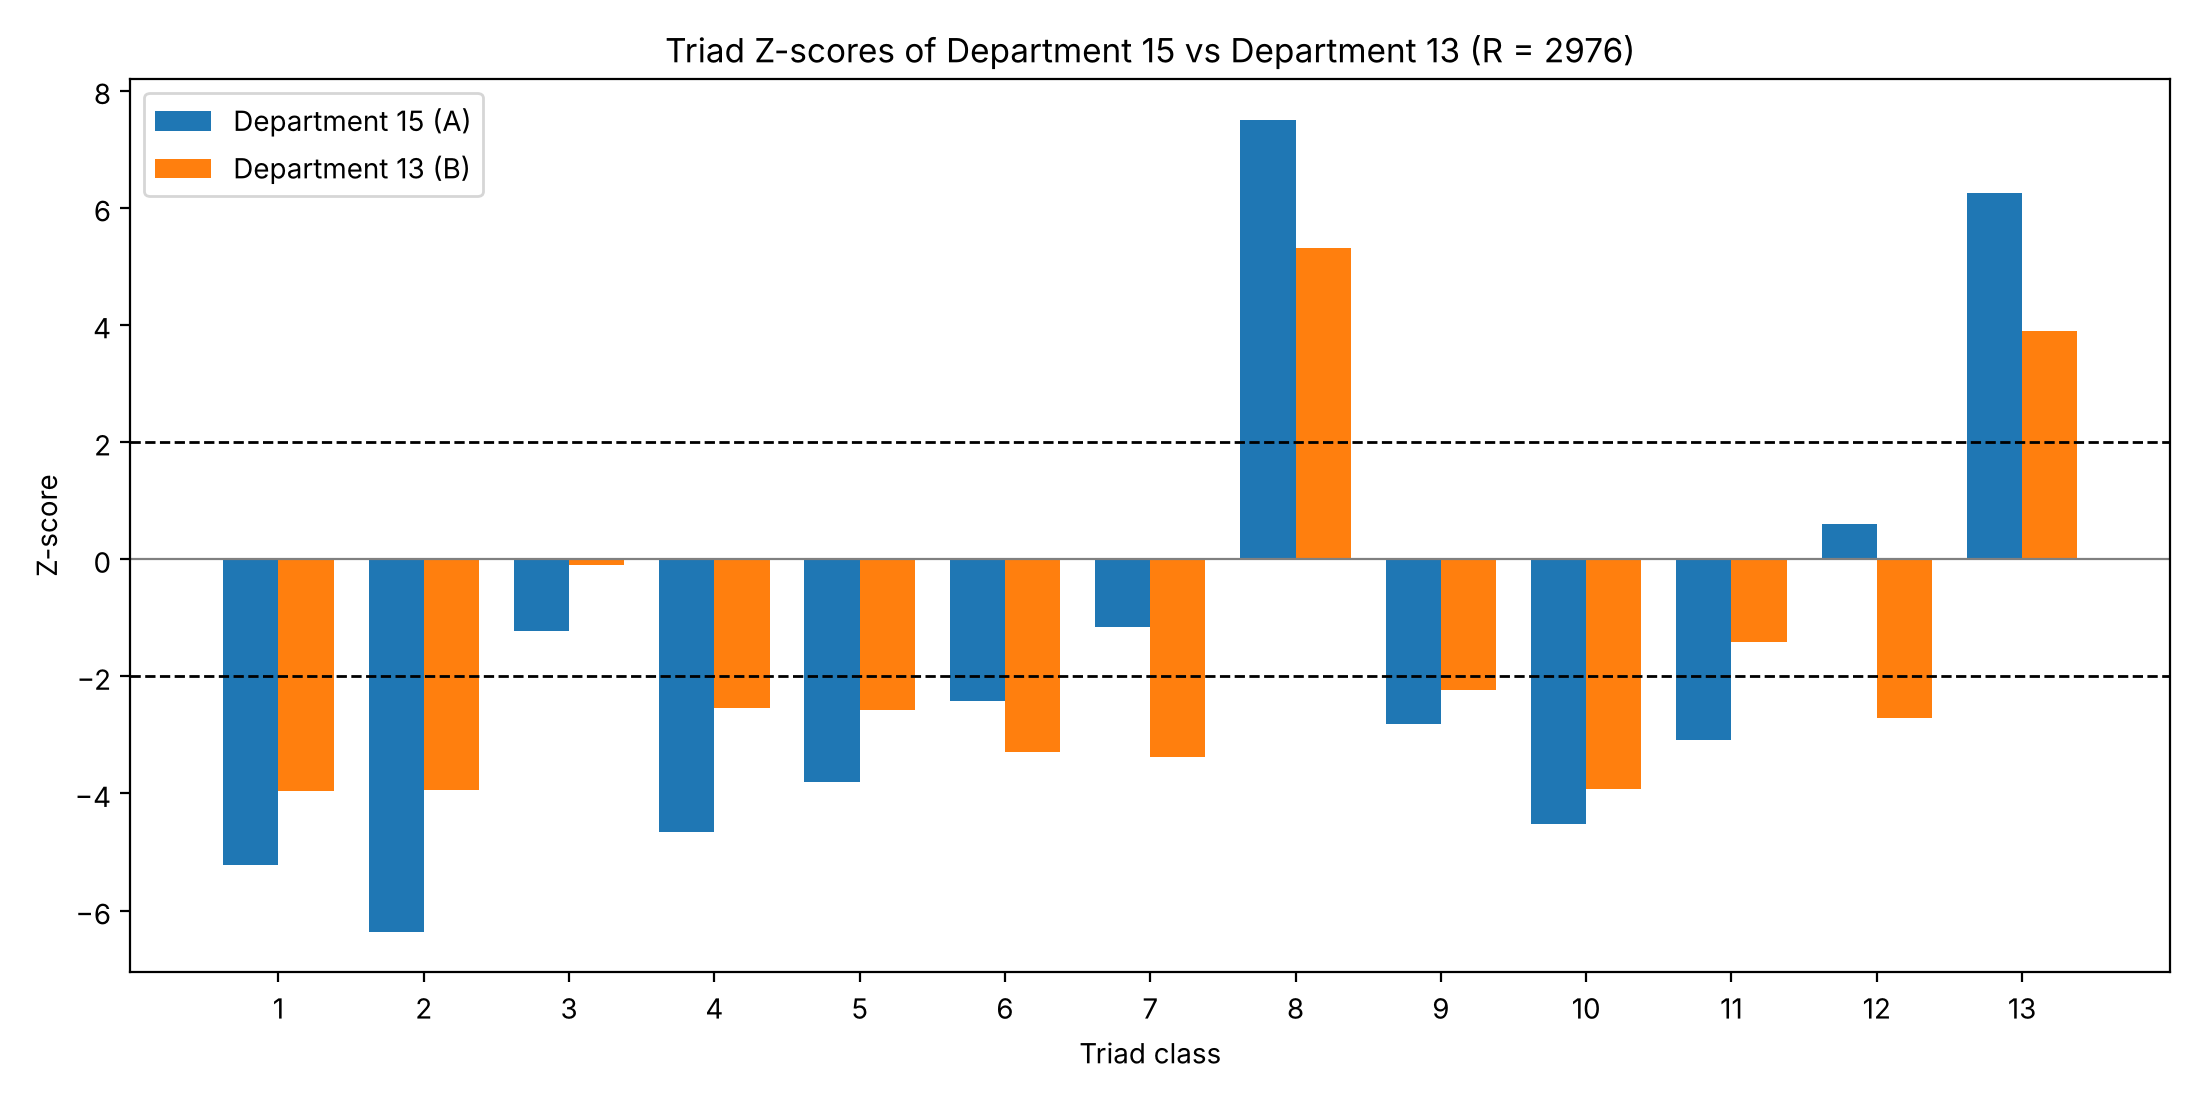 Triad Z-scores of Department 15 vs Department 13 (R = 2976)
Department 15 (A)
Department 13 (B)
8
6
4
2
0
−2
−4
−6
Z-score
1 2 3 4 5 6 7 8 9 10 11 12 13
Triad class